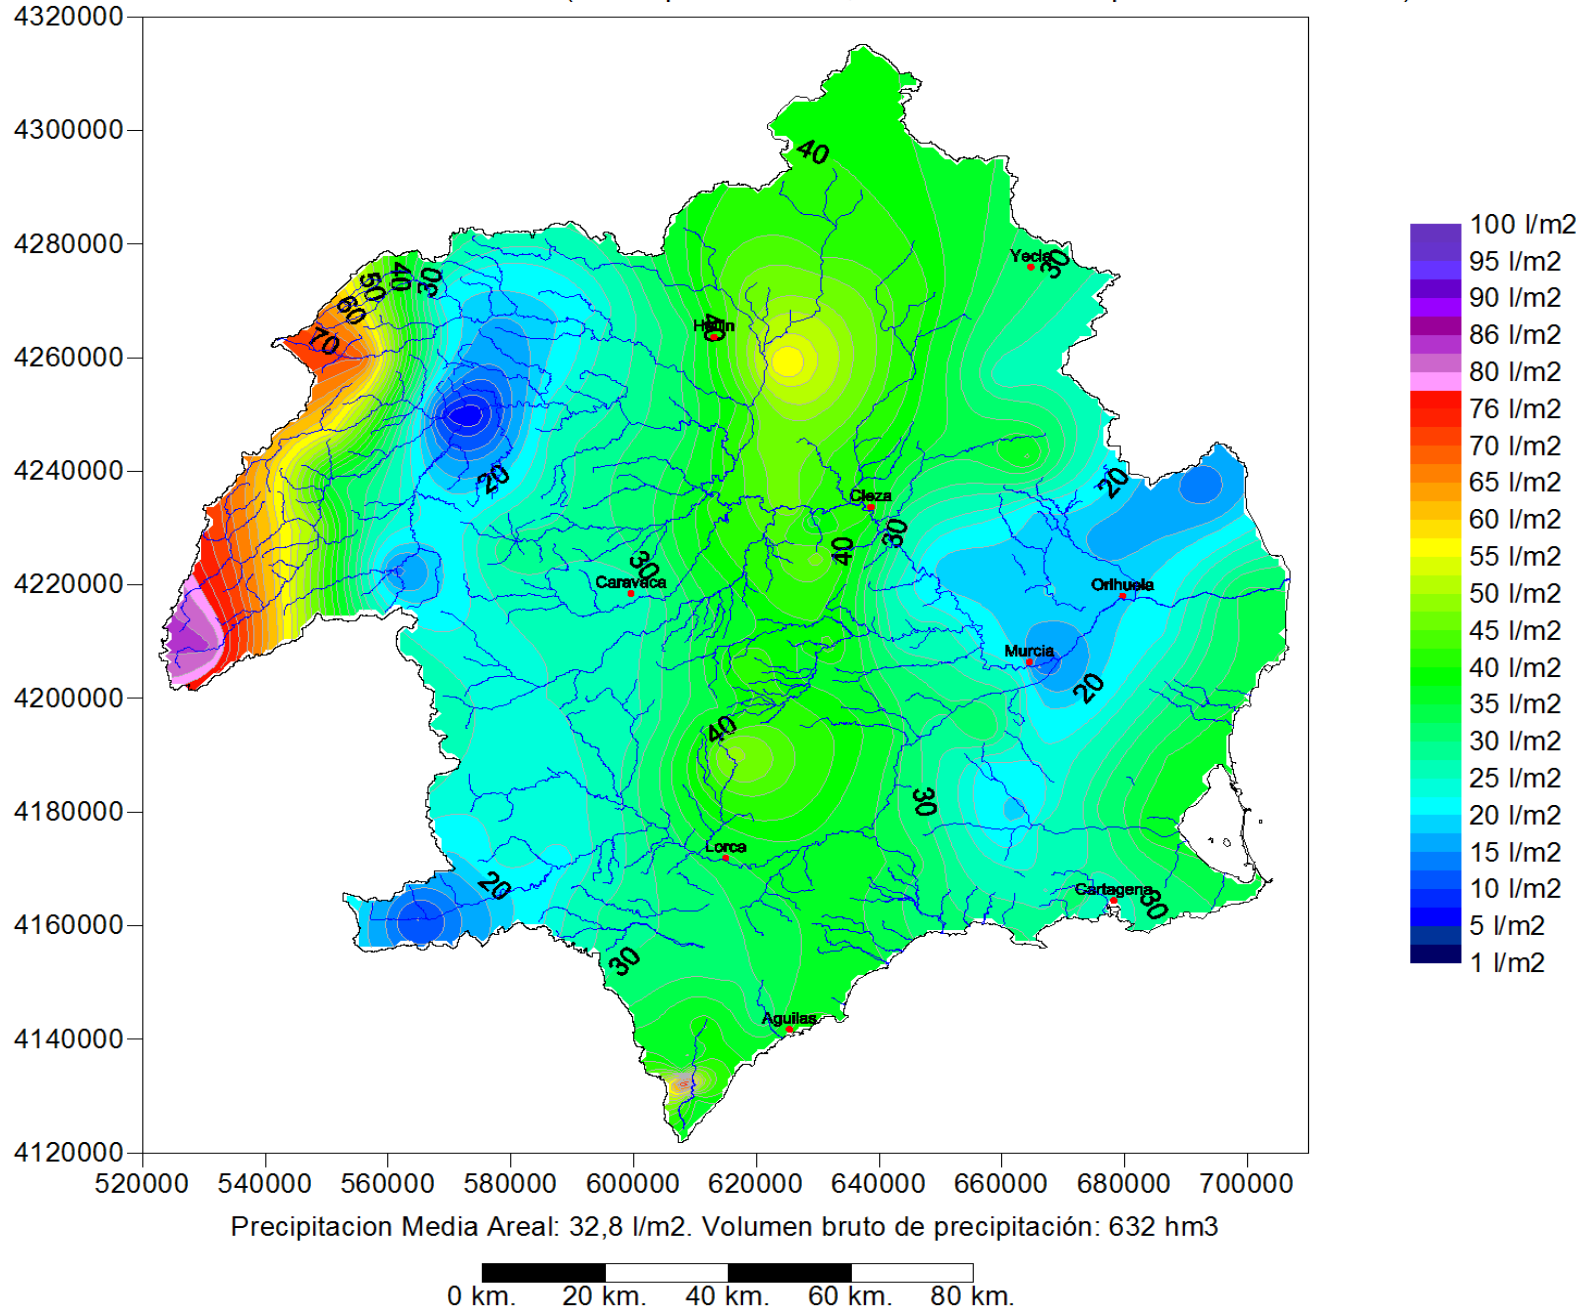 4320000
4300000
4280000
4260000
4240000
4220000
4200000
4180000
4160000
4140000
4120000
520000 540000 560000 580000 600000 620000 640000 660000 680000 700000
40
Yecla 30
50 40 30
60
70
Hellin 40
20
Cieza
30
40
20
30
Caravaca
Orihuela
Murcia
20
40
30
Lorca
20
Cartagena 30
30
Aguilas
100 l/m2
95 l/m2
90 l/m2
86 l/m2
80 l/m2
76 l/m2
70 l/m2
65 l/m2
60 l/m2
55 l/m2
50 l/m2
45 l/m2
40 l/m2
35 l/m2
30 l/m2
25 l/m2
20 l/m2
15 l/m2
10 l/m2
5 l/m2
1 l/m2
Precipitacion Media Areal: 32,8 l/m2. Volumen bruto de precipitación: 632 hm3
0 km. 20 km. 40 km. 60 km. 80 km.